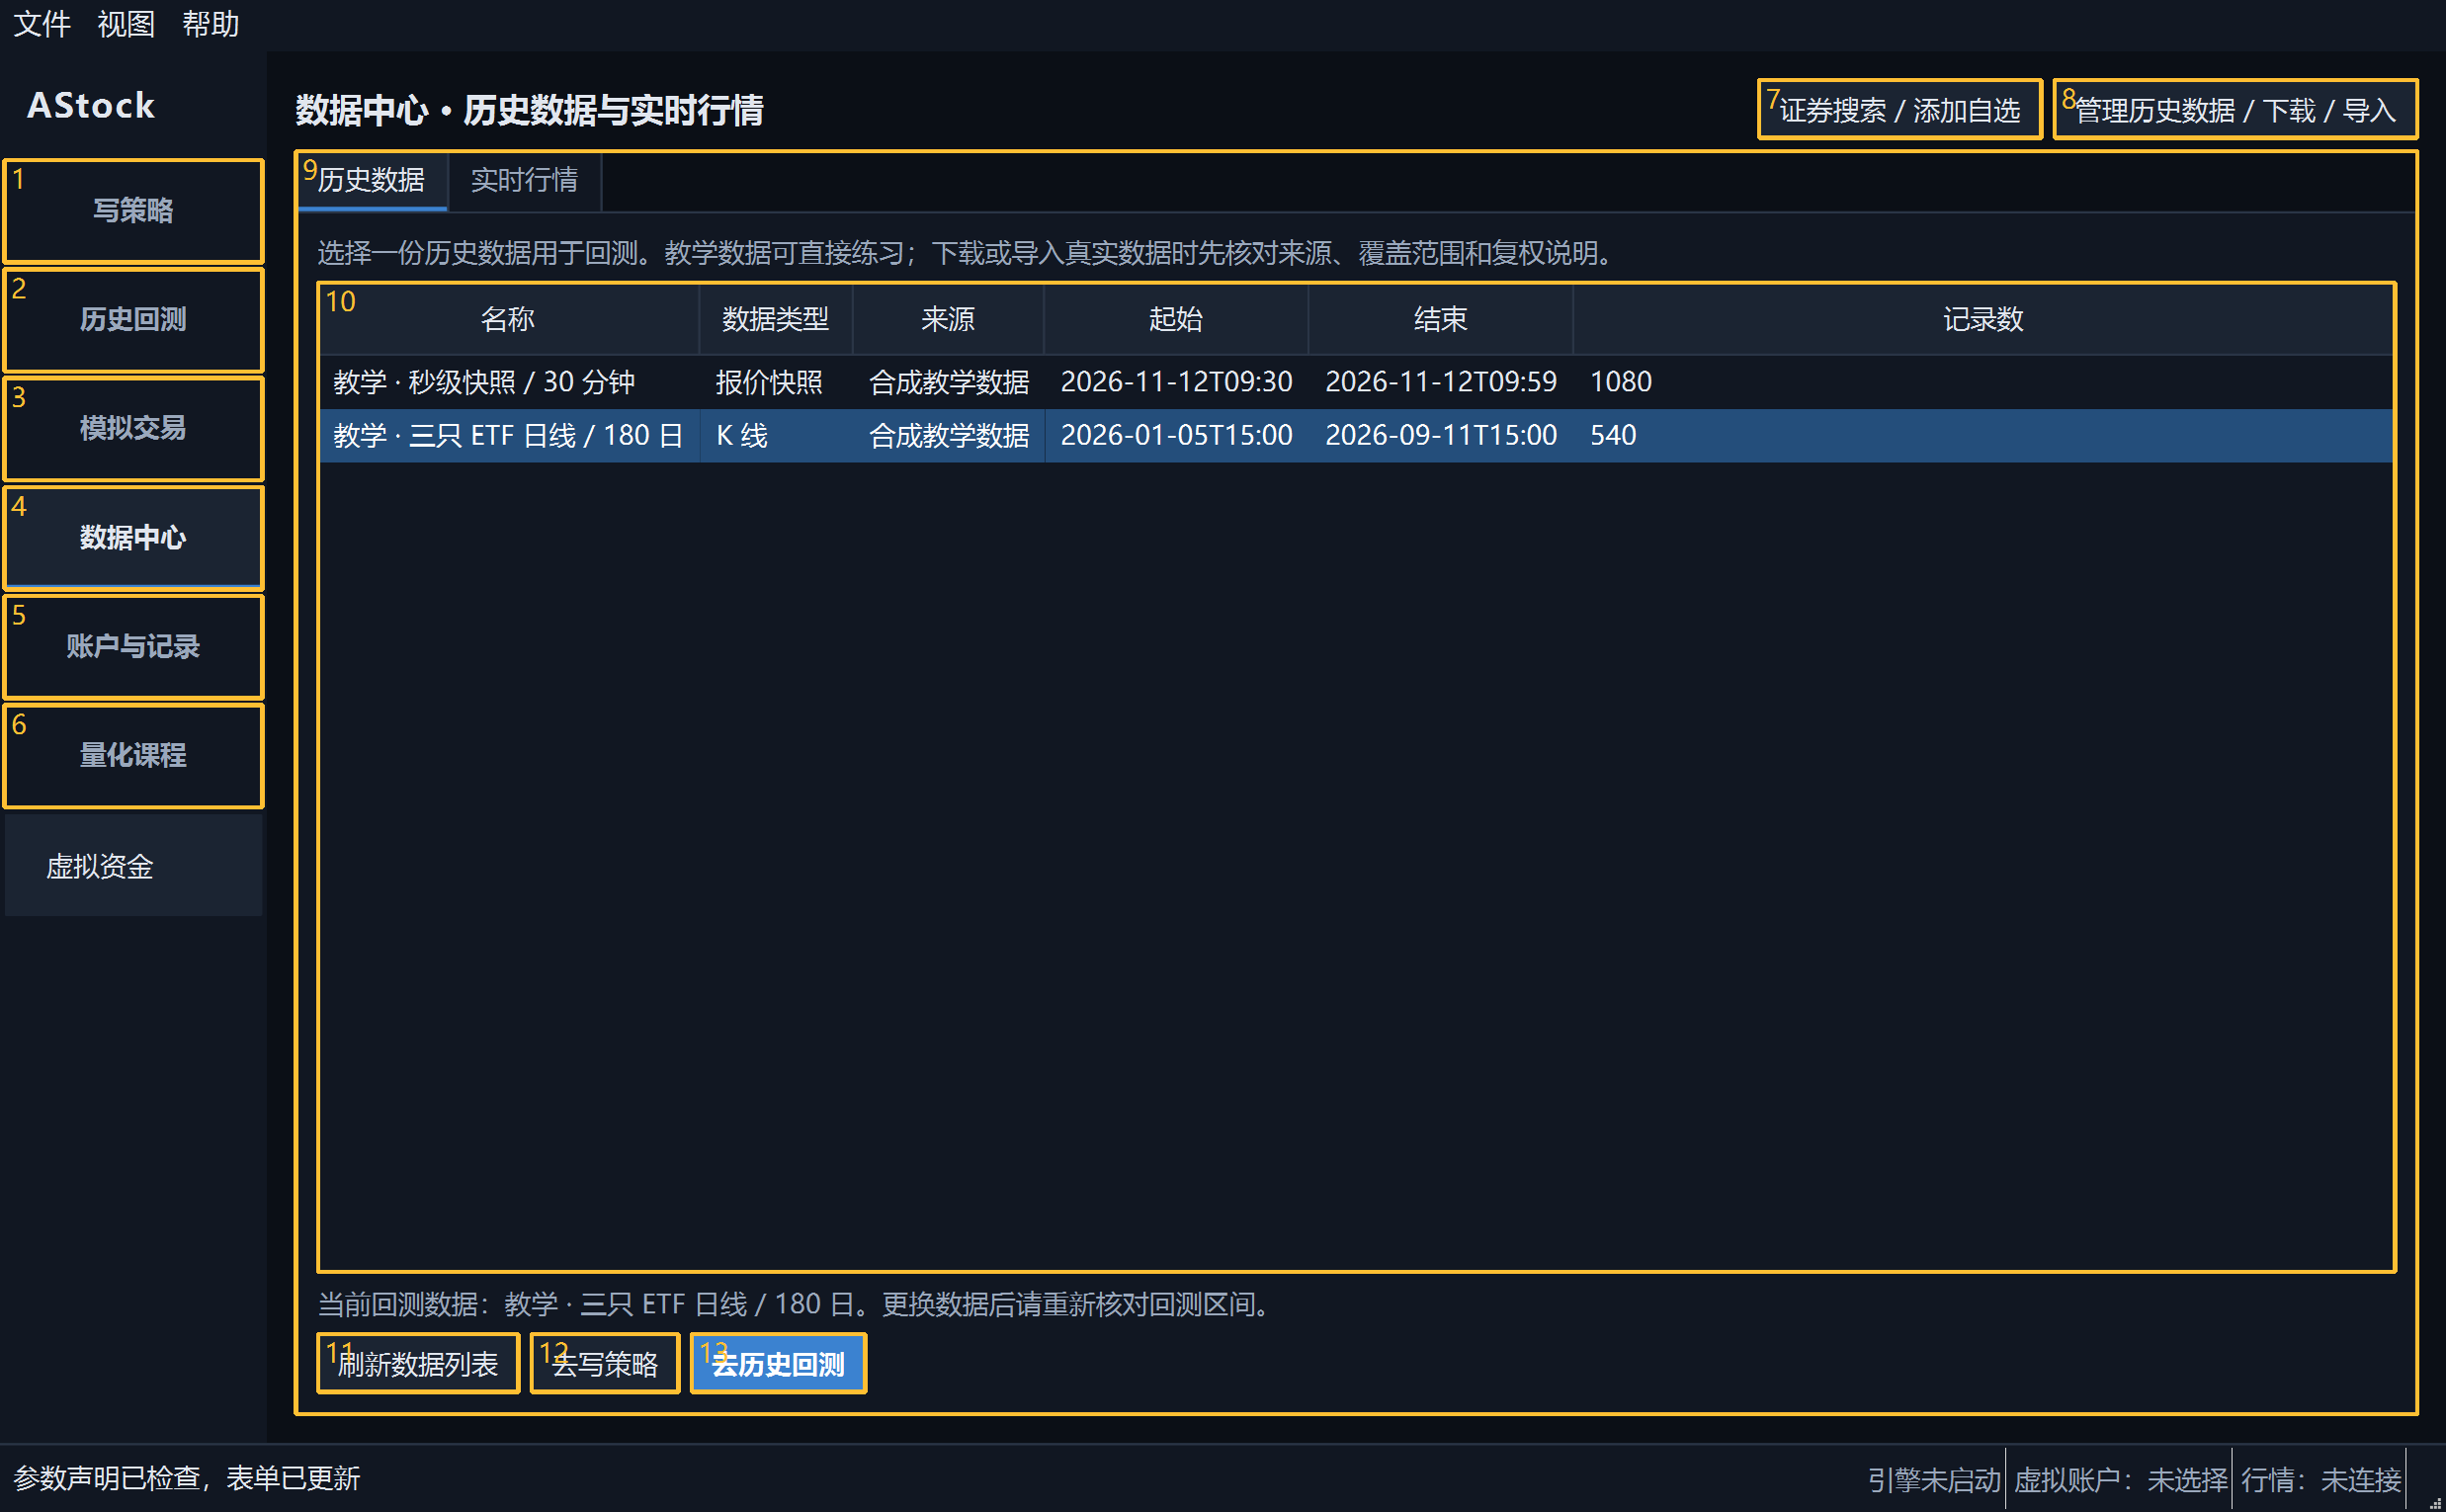 文件 视图 帮助
AStock
数据中心 • 历史数据与实时行情
7 证券搜索 / 添加自选
8 管理历史数据 / 下载 / 导入
1 写策略
2 历史回测
3 模拟交易
4 数据中心
5 账户与记录
6 量化课程
虚拟资金
9 历史数据 实时行情
选择一份历史数据用于回测。教学数据可直接练习；下载或导入真实数据时先核对来源、覆盖范围和复权说明。
10 名称 数据类型 来源 起始 结束 记录数
教学 · 秒级快照 / 30 分钟 报价快照 合成教学数据 2026-11-12T09:30 2026-11-12T09:59 1080
教学 · 三只 ETF 日线 / 180 日 K 线 合成教学数据 2026-01-05T15:00 2026-09-11T15:00 540
当前回测数据：教学 · 三只 ETF 日线 / 180 日。更换数据后请重新核对回测区间。
11 刷新数据列表 12 去写策略 13 去历史回测
参数声明已检查，表单已更新 引擎未启动 虚拟账户：未选择 行情：未连接